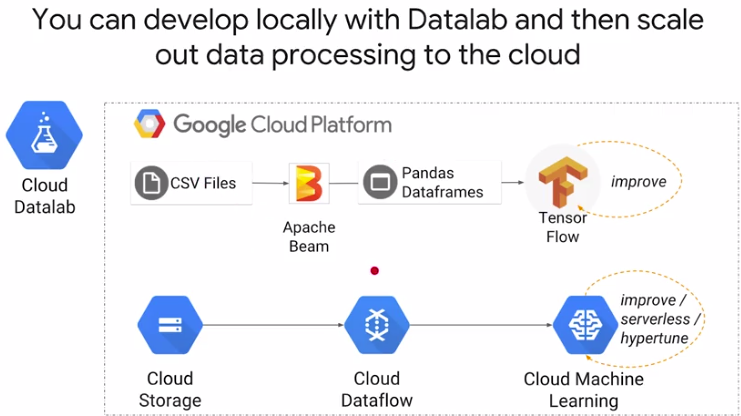 You can develop locally with Datalab and then scale
out data processing to the cloud
Google Cloud Platform
Cloud
Datalab
CSV Files
Apache
Beam
Pandas
Dataframes
Tensor
Flow
improve
Cloud
Storage
Cloud
Dataflow
Cloud Machine
Learning
improve /
serverless /
hypertune